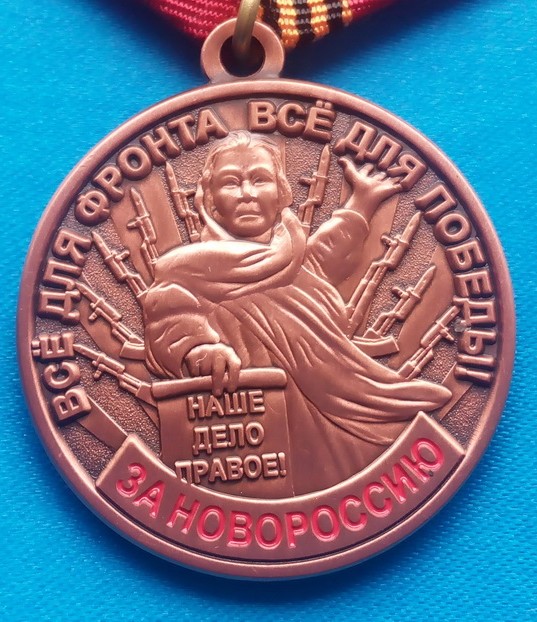 ВСЁ ДЛЯ ФРОНТА ВСЁ ДЛЯ ПОБЕДЫ!
НАШЕ
ДЕЛО
ПРАВОЕ!
ЗА НОВОРОССИЮ